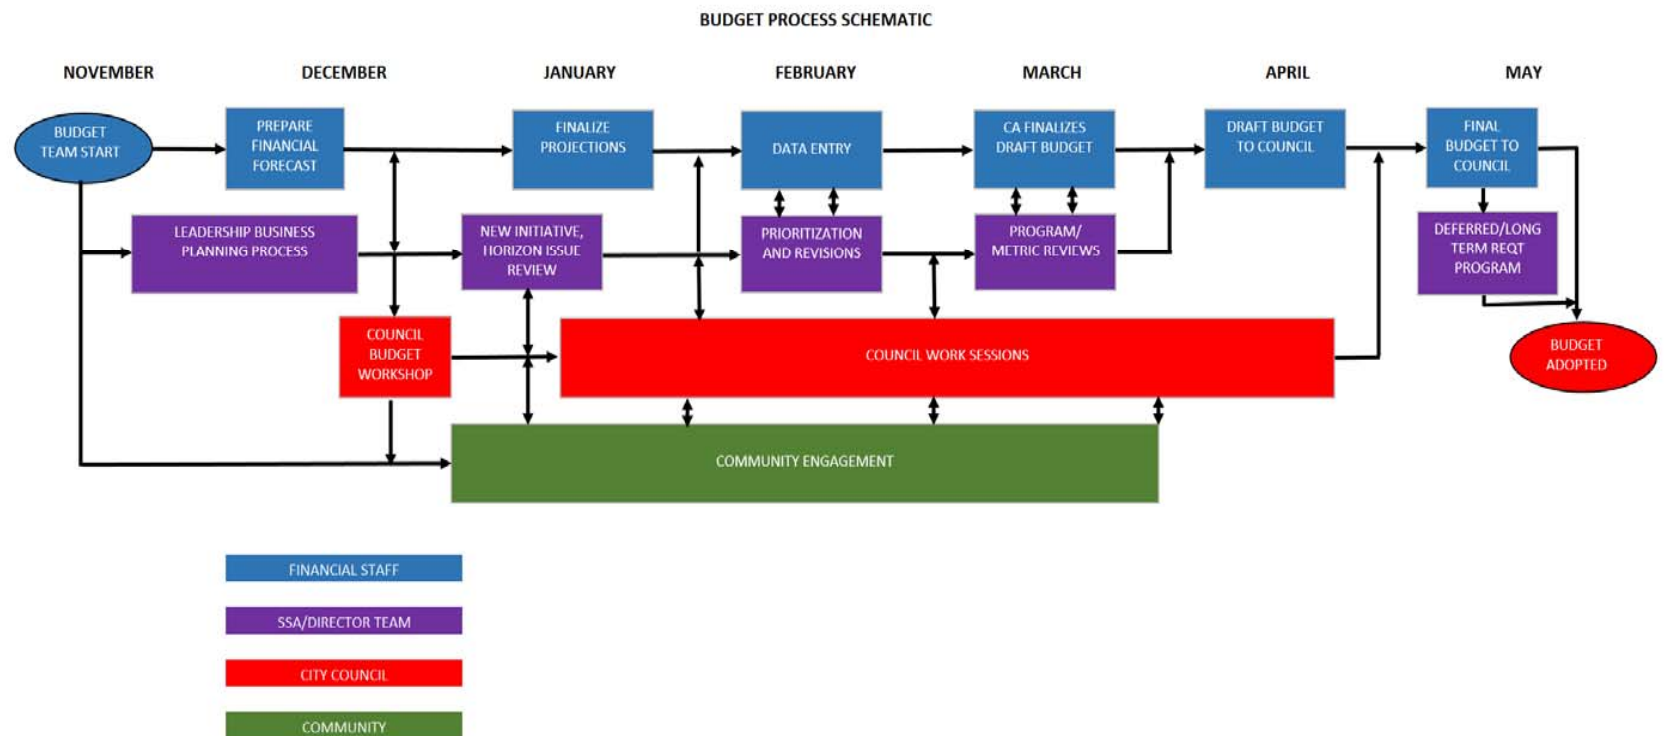 BUDGET PROCESS SCHEMATIC
NOVEMBER
DECEMBER
JANUARY
FEBRUARY
MARCH
APRIL
MAY
BUDGET
TEAM START
PREPARE
FINANCIAL
FORECAST
FINALIZE
PROJECTIONS
DATA ENTRY
CA FINALIZES
DRAFT BUDGET
DRAFT BUDGET
TO COUNCIL
FINAL
BUDGET TO
COUNCIL
LEADERSHIP BUSINESS
PLANNING PROCESS
NEW INITIATIVE,
HORIZON ISSUE
REVIEW
PRIORITIZATION
AND REVISIONS
PROGRAM/
METRIC REVIEWS
DEFERRED/LONG
TERM REQT
PROGRAM
COUNCIL
BUDGET
WORKSHOP
COUNCIL WORK SESSIONS
BUDGET
ADOPTED
COMMUNITY ENGAGEMENT
FINANCIAL STAFF
SSA/DIRECTOR TEAM
CITY COUNCIL
COMMUNITY